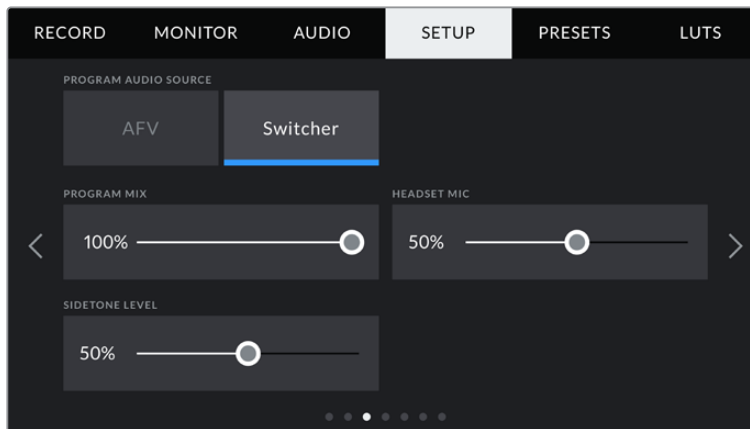 RECORD MONITOR AUDIO SETUP PRESETS LUTS
PROGRAM AUDIO SOURCE
AFV Switcher
PROGRAM MIX HEADSET MIC
100% 50%
SIDETONE LEVEL
50%